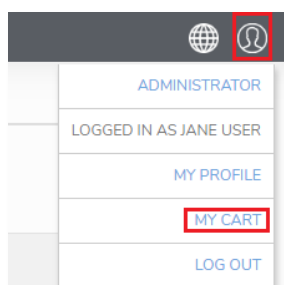 ADMINISTRATOR
LOGGED IN AS JANE USER
MY PROFILE
MY CART
LOG OUT